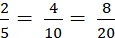 2/5 = 4/10 = 8/20